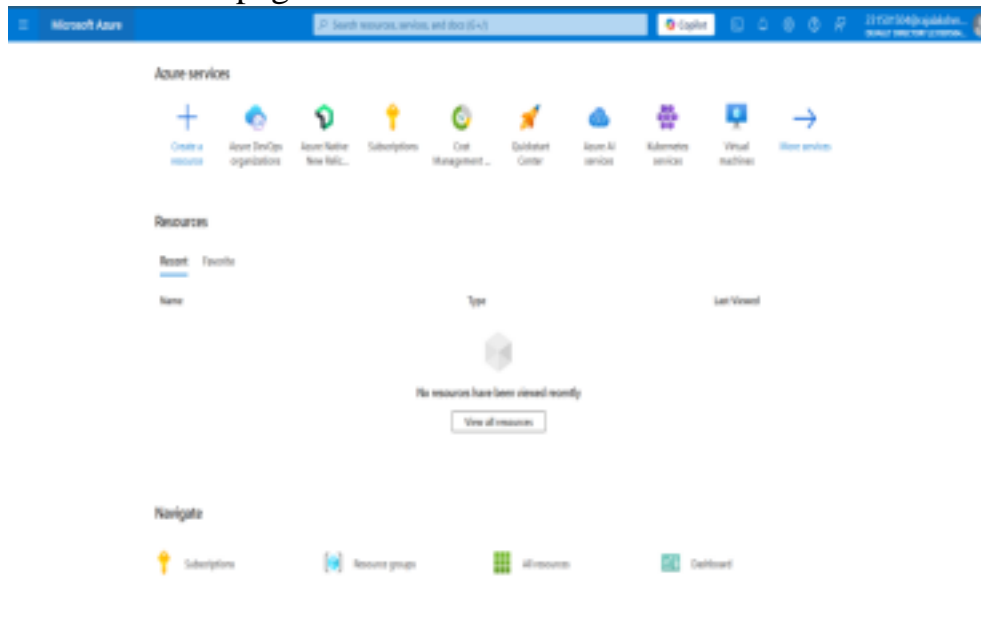 page
Microsoft Azure
Search resources, services, and docs (G+/)
Copilot
Azure services
Create a resource
Azure DevOps organizations
Azure Native New Relic...
Subscriptions
Cost Management ...
Quickstart Center
Azure AI services
Kubernetes services
Virtual machines
More services
Resources
Recent Favorite
Name Type Last Viewed
No resources have been viewed recently
View all resources
Navigate
Subscriptions Resource groups All resources Dashboard